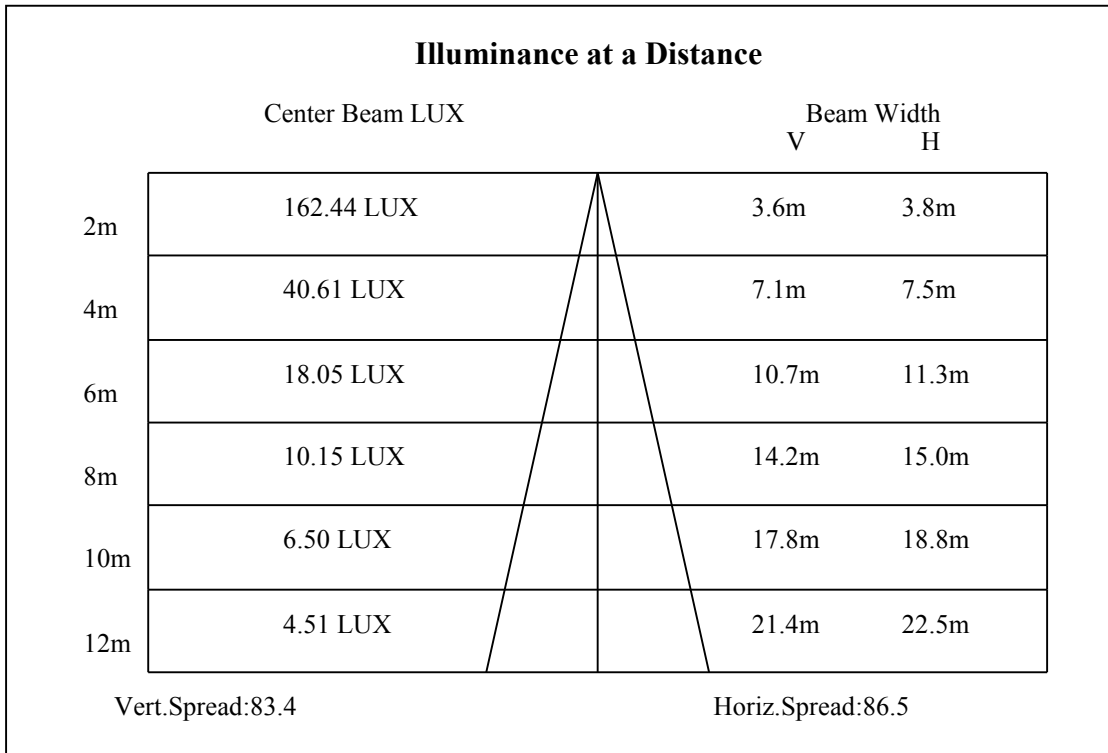 Illuminance at a Distance
Center Beam LUX Beam Width
V H
2m 162.44 LUX 3.6m 3.8m
4m 40.61 LUX 7.1m 7.5m
6m 18.05 LUX 10.7m 11.3m
8m 10.15 LUX 14.2m 15.0m
10m 6.50 LUX 17.8m 18.8m
12m 4.51 LUX 21.4m 22.5m
Vert.Spread:83.4 Horiz.Spread:86.5